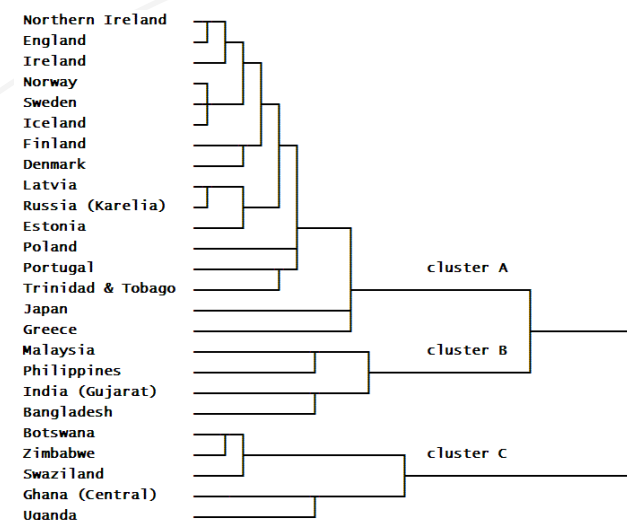 Northern Ireland
England
Ireland
Norway
Sweden
Iceland
Finland
Denmark
Latvia
Russia (Karelia)
Estonia
Poland
Portugal cluster A
Trinidad & Tobago
Japan
Greece
Malaysia cluster B
Philippines
India (Gujarat)
Bangladesh
Botswana
Zimbabwe cluster C
Swaziland
Ghana (Central)
Uganda